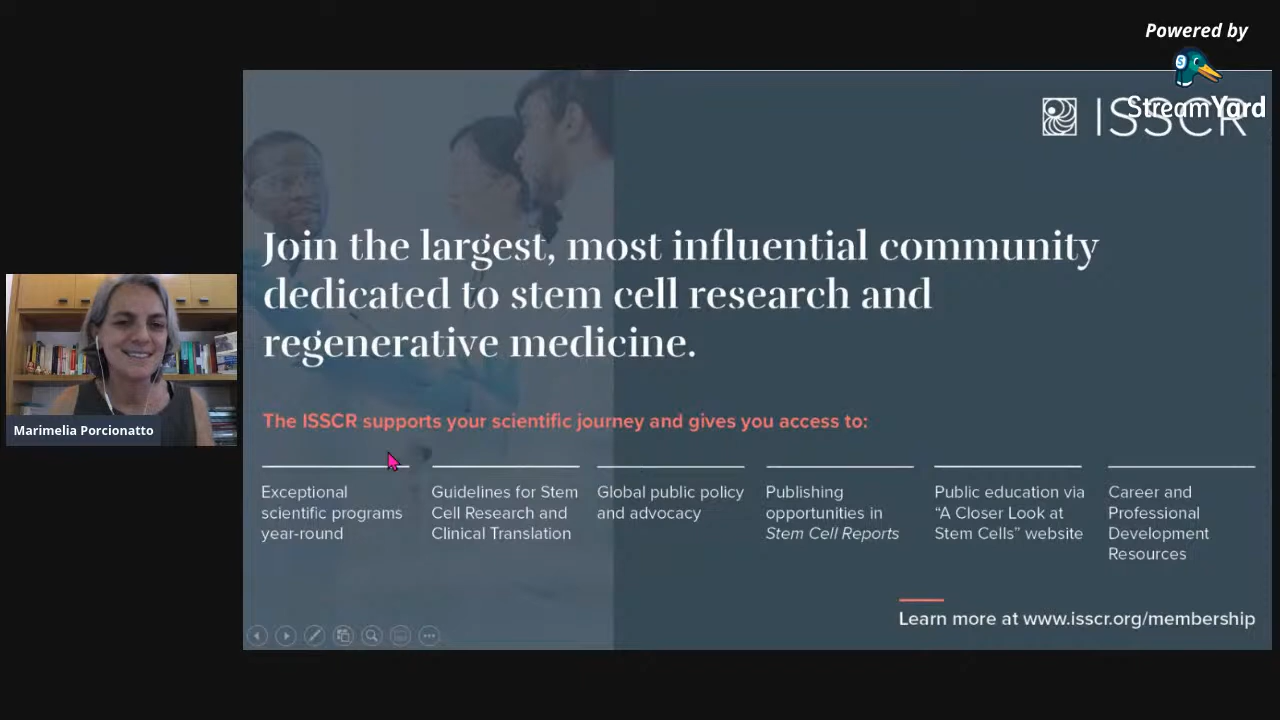 Powered by
StreamYard
ISSCR
Join the largest, most influential community
dedicated to stem cell research and
regenerative medicine.
The ISSCR supports your scientific journey and gives you access to:
Exceptional
scientific programs
year-round
Guidelines for Stem
Cell Research and
Clinical Translation
Global public policy
and advocacy
Publishing
opportunities in
Stem Cell Reports
Public education via
“A Closer Look at
Stem Cells” website
Career and
Professional
Development
Resources
Learn more at www.isscr.org/membership
Marimelia Porcionatto